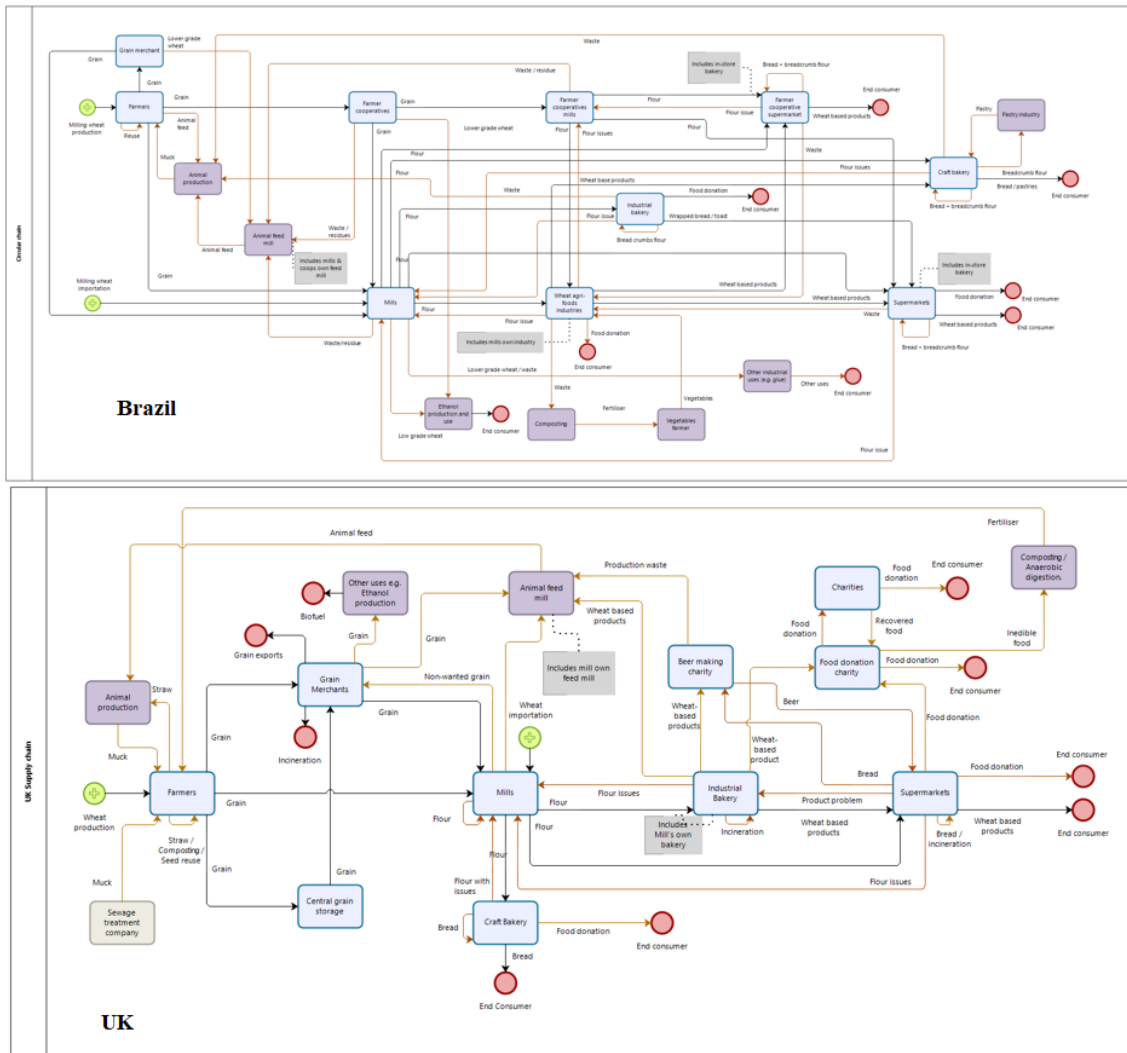 Circular chain
Waste
Lower grade
wheat
Grain
Grain merchant
Grain
Waste / residue
Includes in-store
bakery
Bread + breadcrumb flour
Farmers
Grain
Farmer
cooperatives
Grain
Farmer
cooperatives
mills
Flour
Flour issue
Farmer
cooperative
supermarket
End consumer
Wheat based products
Pastry
Pastry industry
Milling wheat
production
Reuse
Animal
feed
Grain
Lower grade wheat
Flour
Flour issues
Flour
Waste
Muck
Animal
production
Flour
Flour
Waste
Wheat base products
Flour issues
Craft bakery
Breadcrumb flour
Bread / pastries
End consumer
Bread + breadcrumb flour
Food donation
End consumer
Flour
Industrial
bakery
Flour issue
Wrapped bread / toast
Bread crumbs flour
Animal feed
mill
Animal feed
Waste /
residues
Includes mills &
coops own feed
mill
Grain
Flour
Milling wheat
importation
Mills
Flour
Flour issue
Wheat agri-
foods
industries
Wheat based products
Wheat based products
Waste
Includes in-store
bakery
Supermarkets
Food donation
End consumer
Wheat based products
End consumer
Bread + breadcrumb flour
Waste/residue
Includes mills own industry
Food donation
End consumer
Lower grade wheat / waste
Waste
Vegetables
Other industrial
uses (e.g. glue)
Other uses
End consumer
Brazil
Ethanol
production and
use
Low grade wheat
End consumer
Composting
Fertiliser
Vegetables
farmer
Flour issue
UK Supply chain
Fertiliser
Animal feed
Other uses e.g.
Ethanol
production
Biofuel
Animal feed
mill
Production waste
Wheat based
products
Charities
Food
donation
End consumer
Composting /
Anaerobic
digestion.
Grain exports
Grain
Grain
Includes mill own
feed mill
Food
donation
Recovered
food
Inedible
food
Beer making
charity
Food donation
charity
Food donation
End consumer
Grain
Merchants
Non-wanted grain
Grain
Animal
production
Straw
Muck
Grain
Incineration
Wheat
importation
Wheat-
based
products
Wheat-
based
product
Beer
Bread
Food donation
Wheat
production
Farmers
Grain
Mills
Flour
Flour issues
Flour
Flour
Industrial
Bakery
Includes
Mill's own
bakery
Incineration
Product problem
Wheat based
products
Supermarkets
Food donation
End consumer
Wheat based
products
End consumer
Bread /
incineration
Straw /
Composting /
Seed reuse
Grain
Grain
Muck
Sewage
treatment
company
Central grain
storage
Flour
Flour with
issues
Flour issues
Bread
Craft Bakery
Food donation
End consumer
Bread
End Consumer
UK